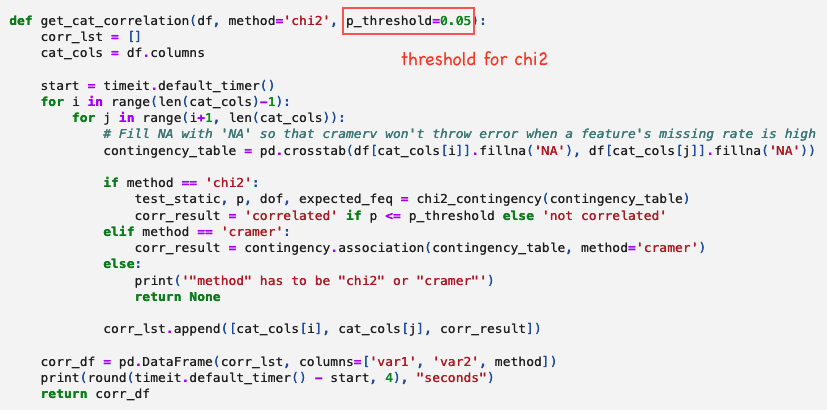 def get_cat_correlation(df, method='chi2', p_threshold=0.05):
    corr_lst = []
    cat_cols = df.columns

    start = timeit.default_timer()
    for i in range(len(cat_cols)-1):
        for j in range(i+1, len(cat_cols)):
            # Fill NA with 'NA' so that cramerv won't throw error when a feature's missing rate is high
            contingency_table = pd.crosstab(df[cat_cols[i]].fillna('NA'), df[cat_cols[j]].fillna('NA'))

            if method == 'chi2':
                test_static, p, dof, expected_feq = chi2_contingency(contingency_table)
                corr_result = 'correlated' if p <= p_threshold else 'not correlated'
            elif method == 'cramer':
                corr_result = contingency.association(contingency_table, method='cramer')
            else:
                print('"method" has to be "chi2" or "cramer"')
                return None

            corr_lst.append([cat_cols[i], cat_cols[j], corr_result])

    corr_df = pd.DataFrame(corr_lst, columns=['var1', 'var2', method])
    print(round(timeit.default_timer() - start, 4), "seconds")
    return corr_df
threshold for chi2